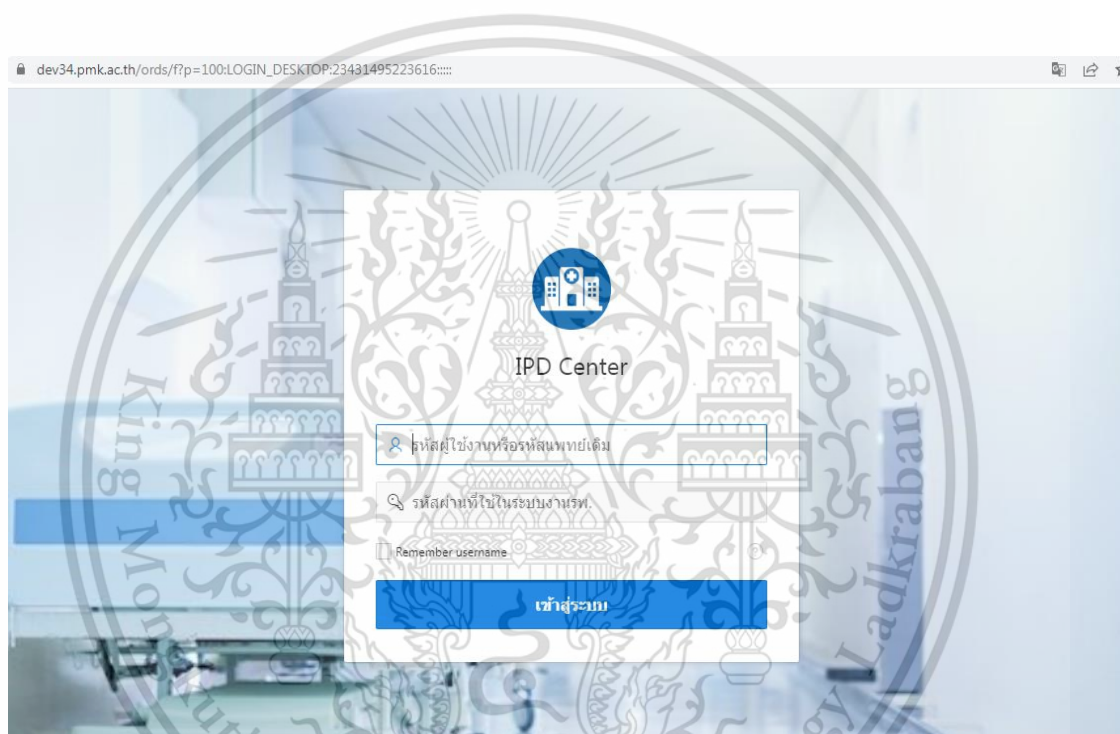 dev34.pmk.ac.th/ords/f?p=100:LOGIN_DESKTOP:23431495223616:::::
IPD Center
รหัสผู้ใช้งานหรือรหัสแพทย์เดิม
รหัสผ่านที่ใช้ในระบบงานรพ.
Remember username
เข้าสู่ระบบ
King Mong
Ladkrabang